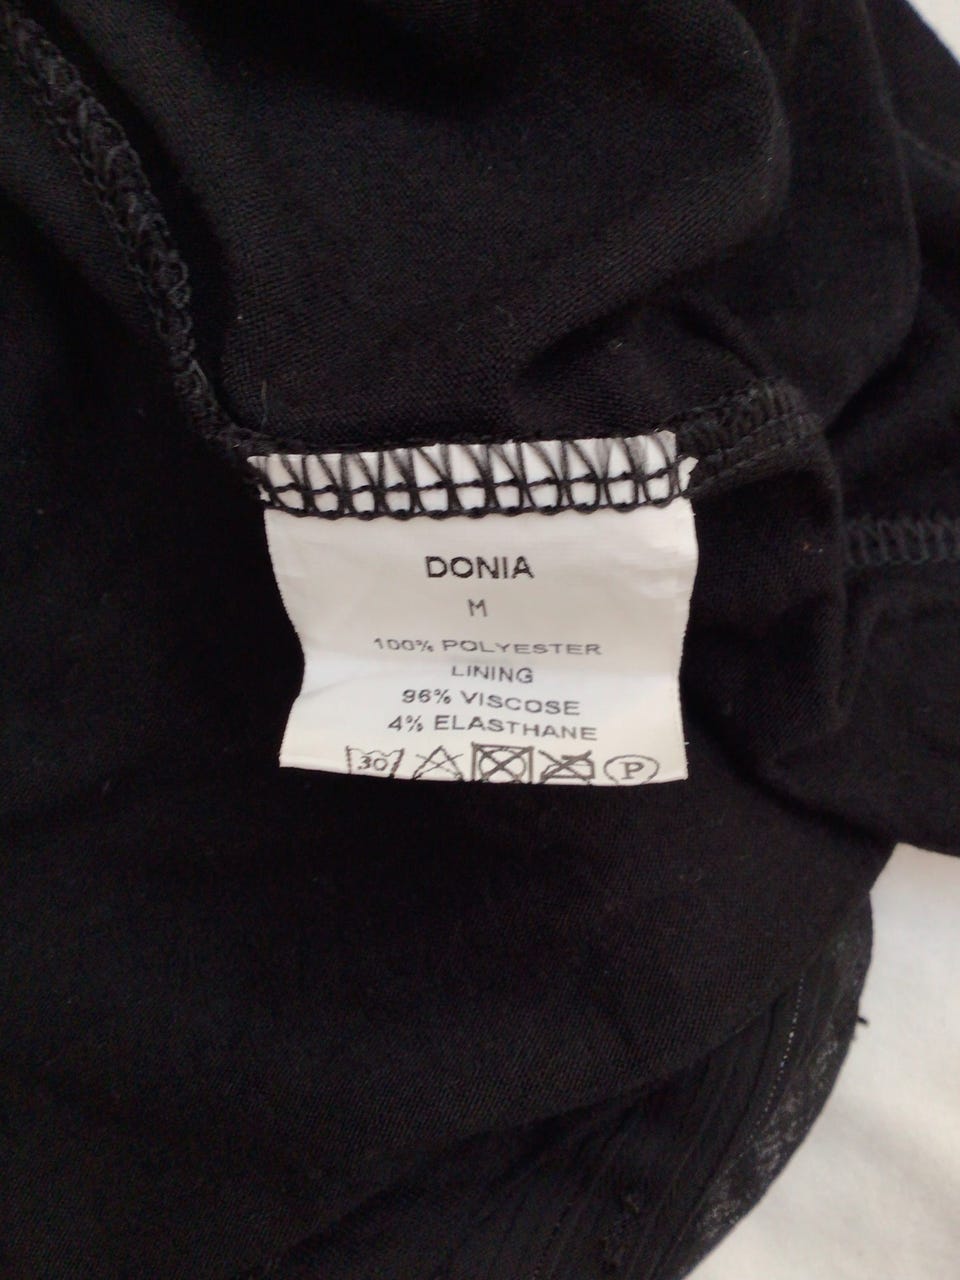 DONIA
M
100% POLYESTER
LINING
96% VISCOSE
4% ELASTHANE
30 P